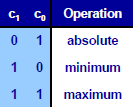 c1 c0 Operation
0 1 absolute
1 0 minimum
1 1 maximum